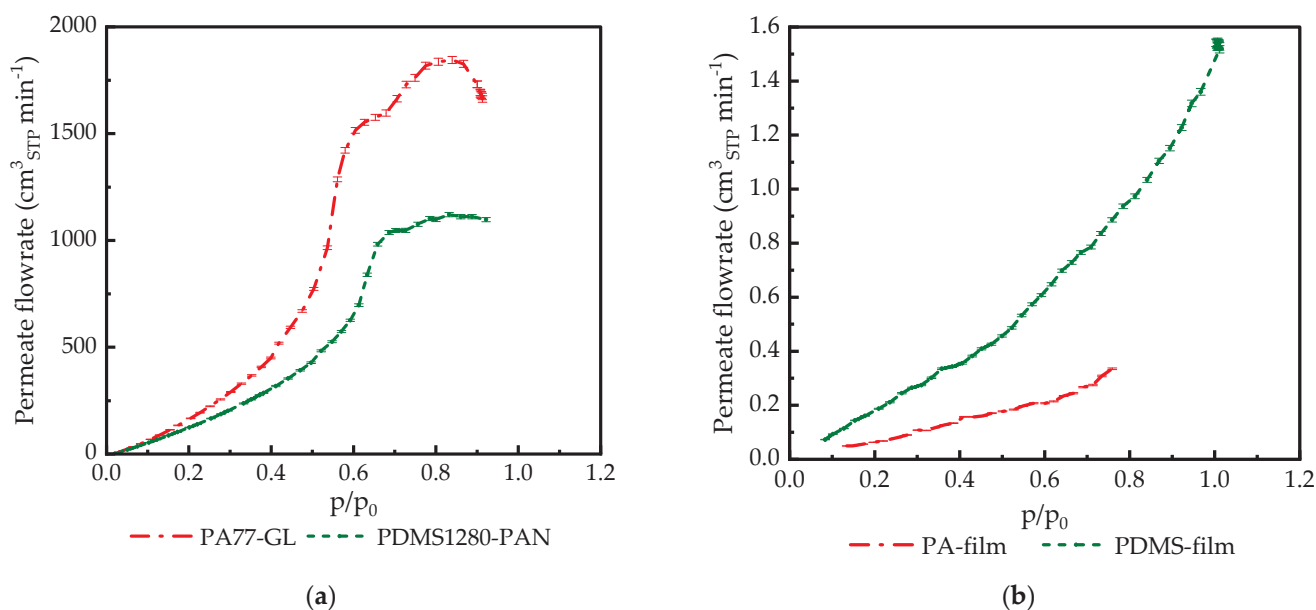 (a)
Permeate flowrate (cm³STP min⁻¹)
2000
1500
1000
500
0
0.0 0.2 0.4 0.6 0.8 1.0 1.2
p/p₀
PA77-GL PDMS1280-PAN
(b)
Permeate flowrate (cm³STP min⁻¹)
1.6
1.4
1.2
1.0
0.8
0.6
0.4
0.2
0.0
0.0 0.2 0.4 0.6 0.8 1.0 1.2
p/p₀
PA-film PDMS-film